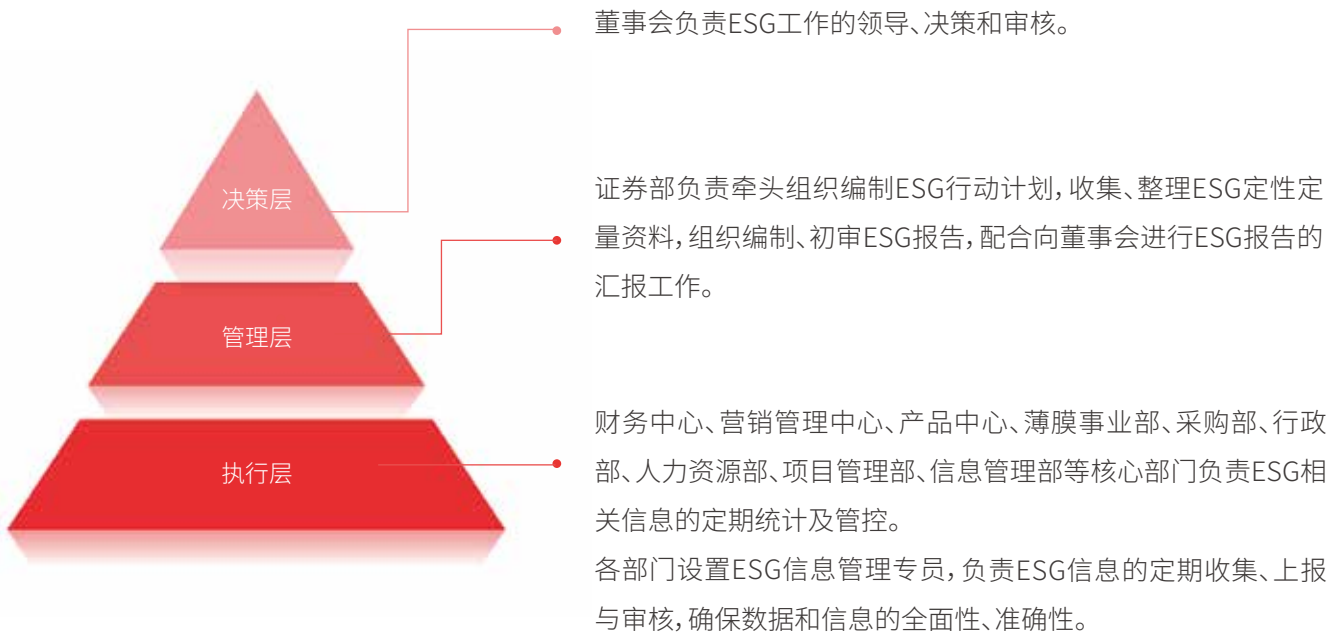 董事会负责ESG工作的领导、决策和审核。
决策层
证券部负责牵头组织编制ESG行动计划,收集、整理ESG定性定
量资料,组织编制、初审ESG报告,配合向董事会进行ESG报告的
汇报工作。
管理层
财务中心、营销管理中心、产品中心、薄膜事业部、采购部、行政
部、人力资源部、项目管理部、信息管理部等核心部门负责ESG相
关信息的定期统计及管控。
各部门设置ESG信息管理专员,负责ESG信息的定期收集、上报
与审核,确保数据和信息的全面性、准确性。
执行层